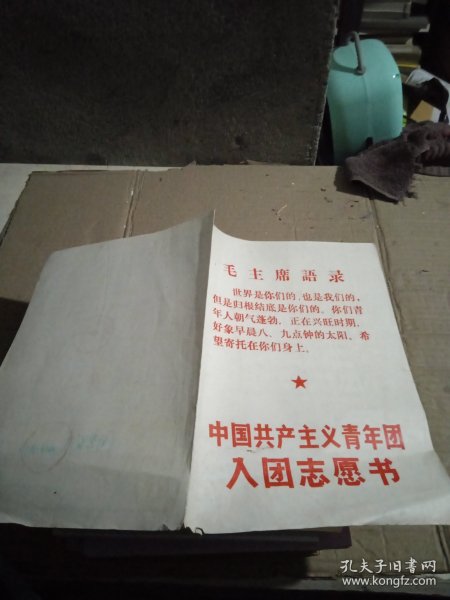 毛主席語录
世界是你们的,也是我们的,
但是归根结底是你们的。你们青
年人朝气蓬勃,正在兴旺时期,
好象早晨八、九点钟的太阳。希
望寄托在你们身上。
中国共产主义青年团
入团志愿书
孔夫子旧书网
www.kongfz.com